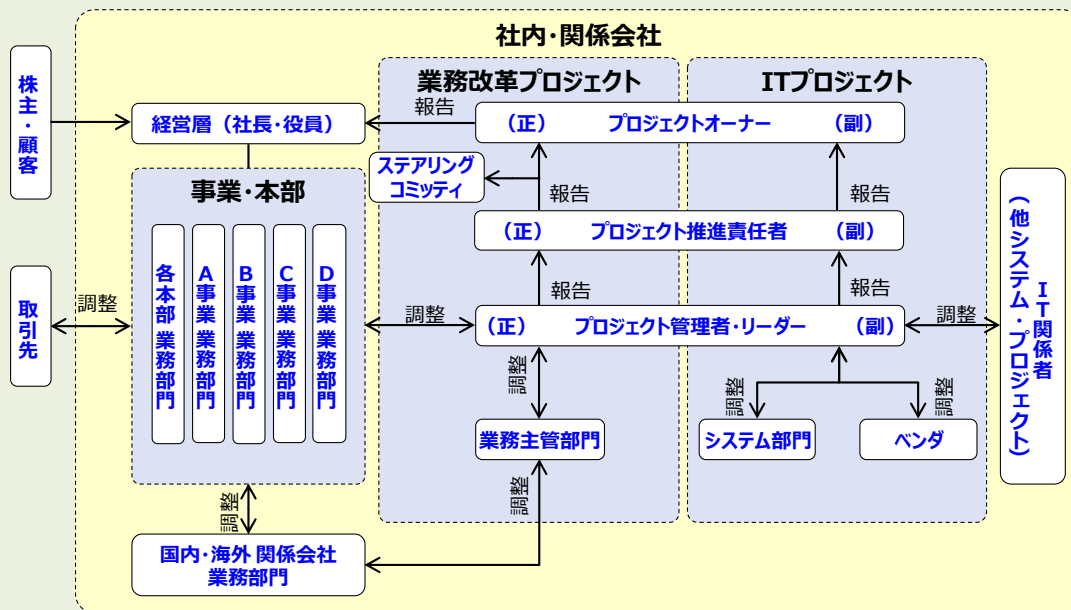 社内・関係会社
業務改革プロジェクト
ITプロジェクト
株主・顧客
経営層（社長・役員）
報告
（正） プロジェクトオーナー （副）
ステアリング
コミッティ
報告
報告
事業・本部
（正） プロジェクト推進責任者 （副）
各本部 業務部門
A事業 業務部門
B事業 業務部門
C事業 業務部門
D事業 業務部門
報告
報告
取引先
調整
調整
（正） プロジェクト管理者・リーダー （副）
調整
IT関係者
（他システム・プロジェクト）
調整
調整
調整
業務主管部門
システム部門
ベンダ
調整
調整
国内・海外 関係会社
業務部門